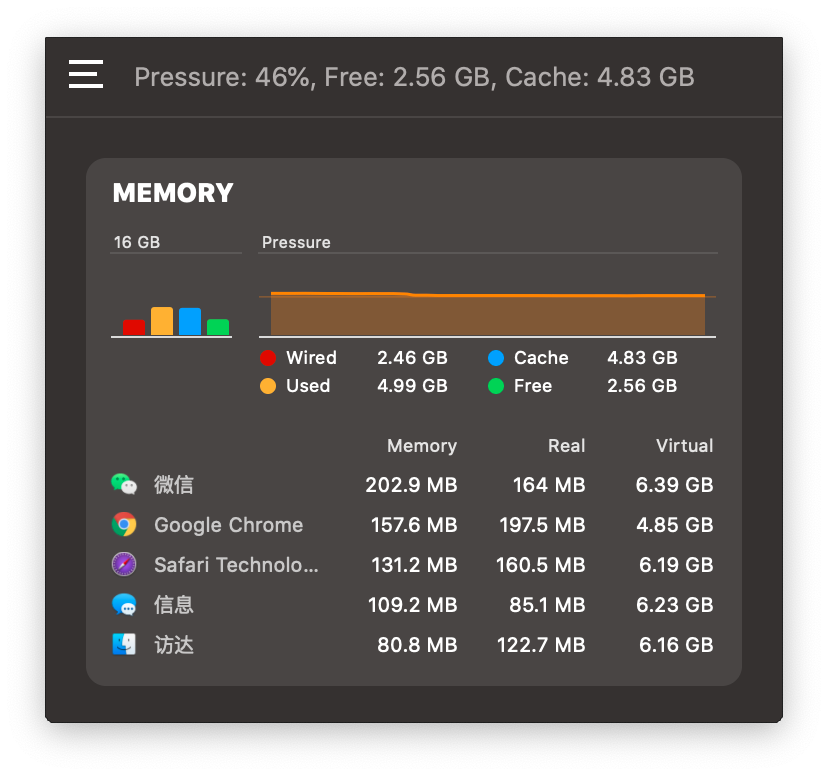 Pressure: 46%, Free: 2.56 GB, Cache: 4.83 GB
MEMORY
16 GB Pressure
Wired 2.46 GB Cache 4.83 GB
Used 4.99 GB Free 2.56 GB
Memory Real Virtual
微信 202.9 MB 164 MB 6.39 GB
Google Chrome 157.6 MB 197.5 MB 4.85 GB
Safari Technolo... 131.2 MB 160.5 MB 6.19 GB
信息 109.2 MB 85.1 MB 6.23 GB
访达 80.8 MB 122.7 MB 6.16 GB